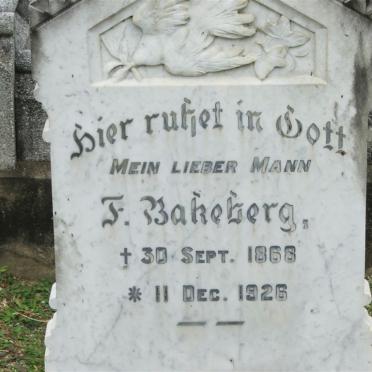 Hier ruhet in Gott
MEIN LIEBER MANN
F. Bakeberg,
† 30 SEPT. 1868
* 11 DEC. 1926